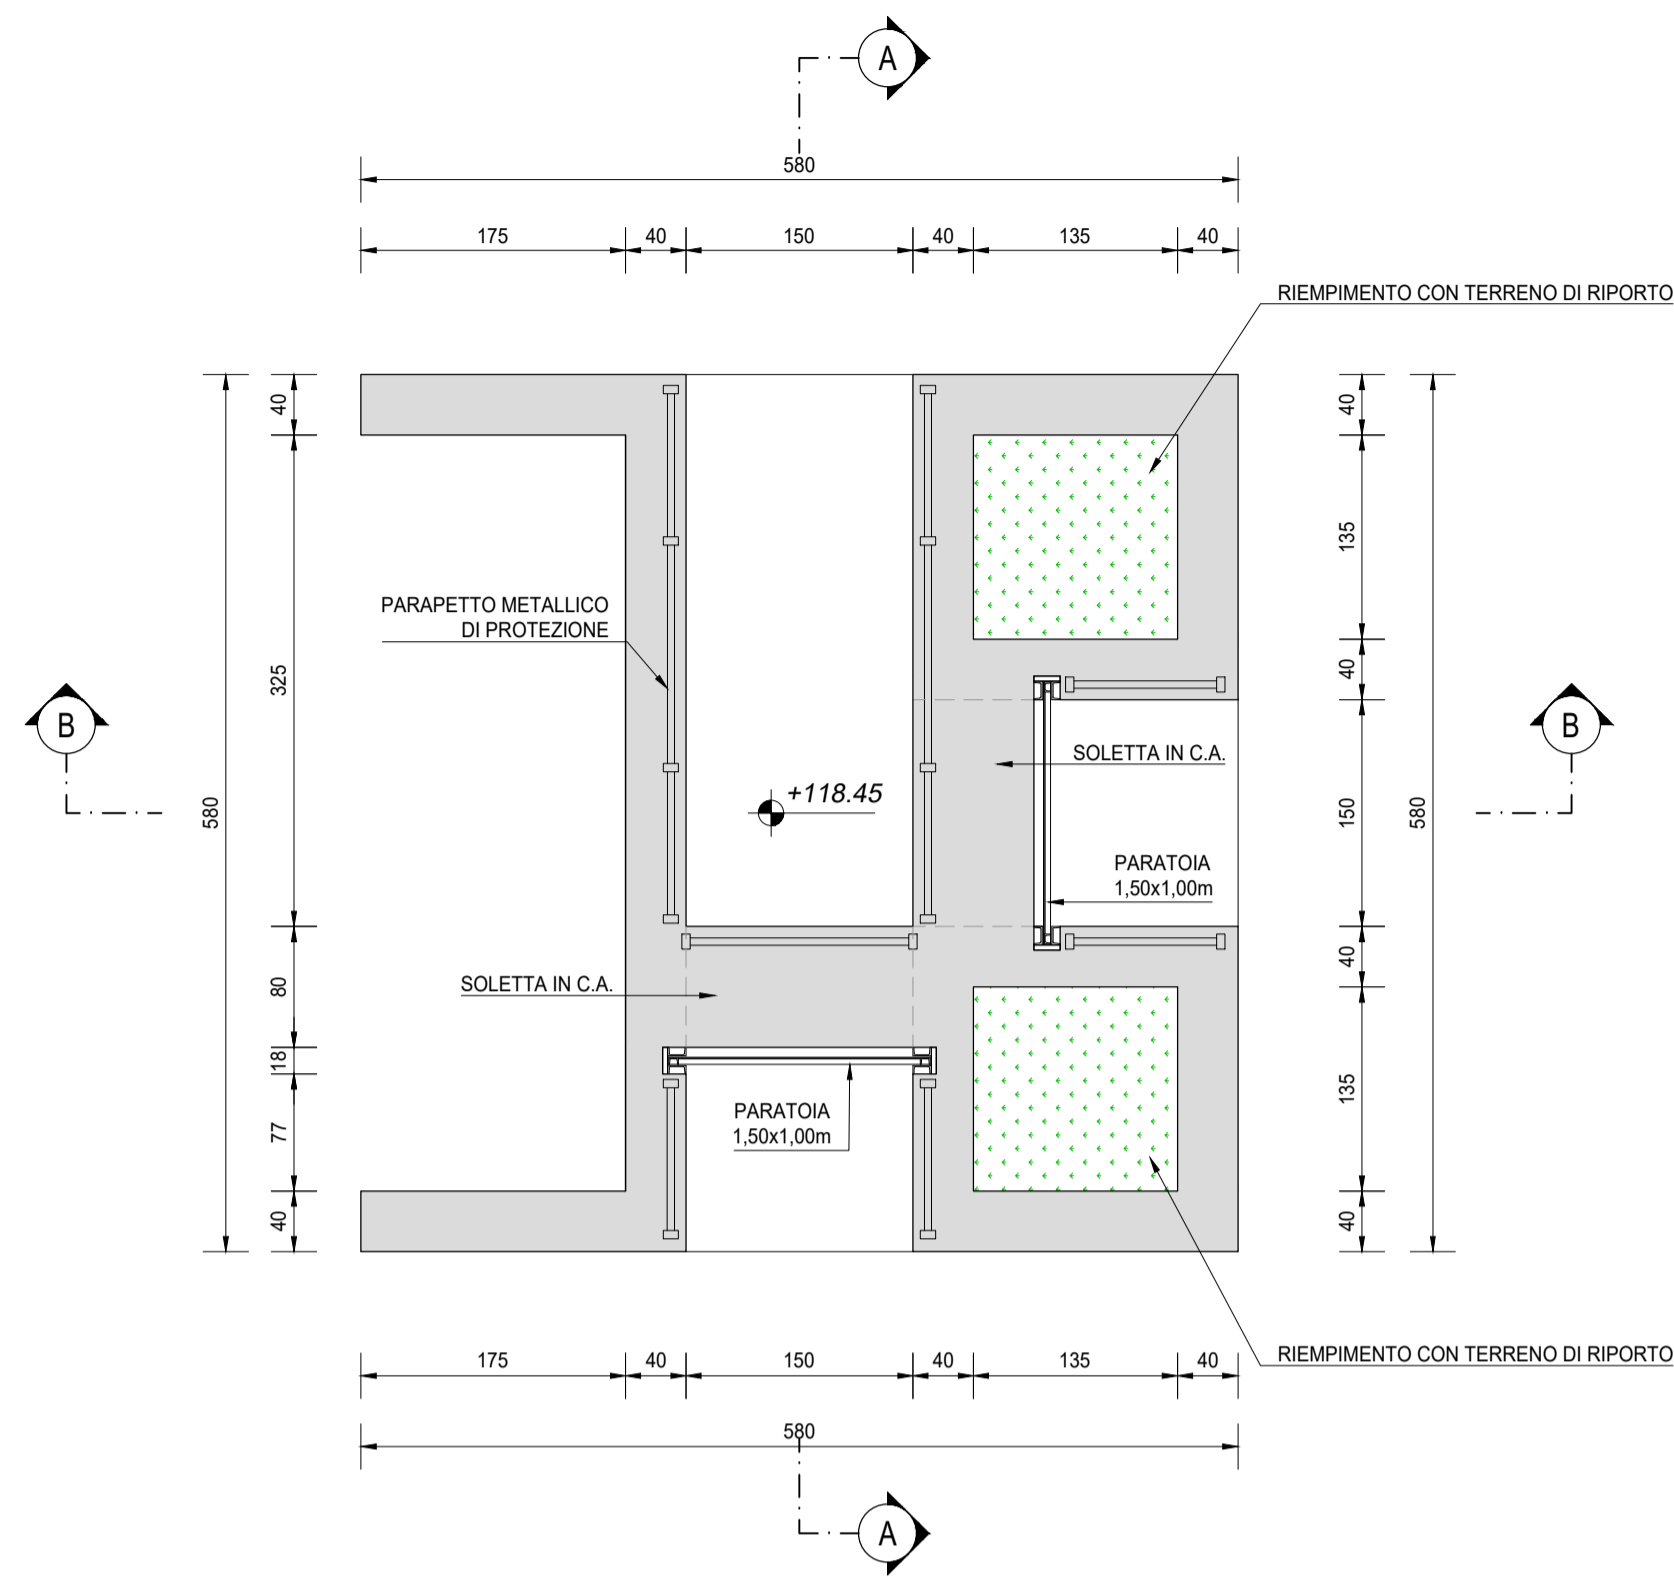 A
580
175
40
150
40
135
40
RIEMPIMENTO CON TERRENO DI RIPORTO
40
40
135
PARAPETTO METALLICO
DI PROTEZIONE
325
40
B
B
SOLETTA IN C.A.
+118.45
580
150
580
PARATOIA
1,50x1,00m
40
SOLETTA IN C.A.
80
18
135
PARATOIA
1,50x1,00m
77
40
40
RIEMPIMENTO CON TERRENO DI RIPORTO
175
40
150
40
135
40
580
A